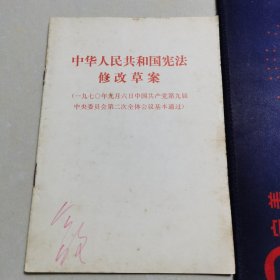 中华人民共和国宪法
修改草案
(一九七〇年九月六日中国共产党第九届
中央委员会第二次全体会议基本通过)